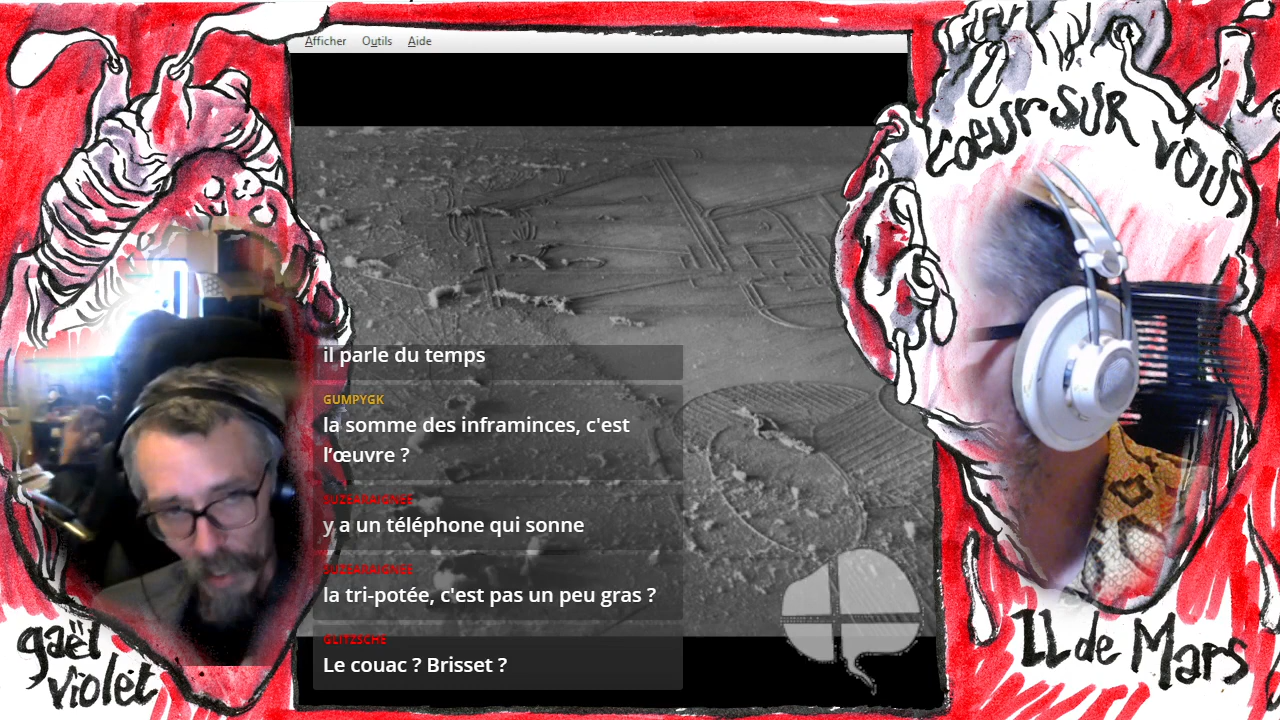 Afficher Outils Aide
cœur SUR VOUS
il parle du temps
GUMPYGK
la somme des inframinces, c'est
l'œuvre ?
SUZEARAIGNEE
y a un téléphone qui sonne
SUZEARAIGNEE
la tri-potée, c'est pas un peu gras ?
GLITZSCHE
Le couac ? Brisset ?
gaël
violet
LL de Mars